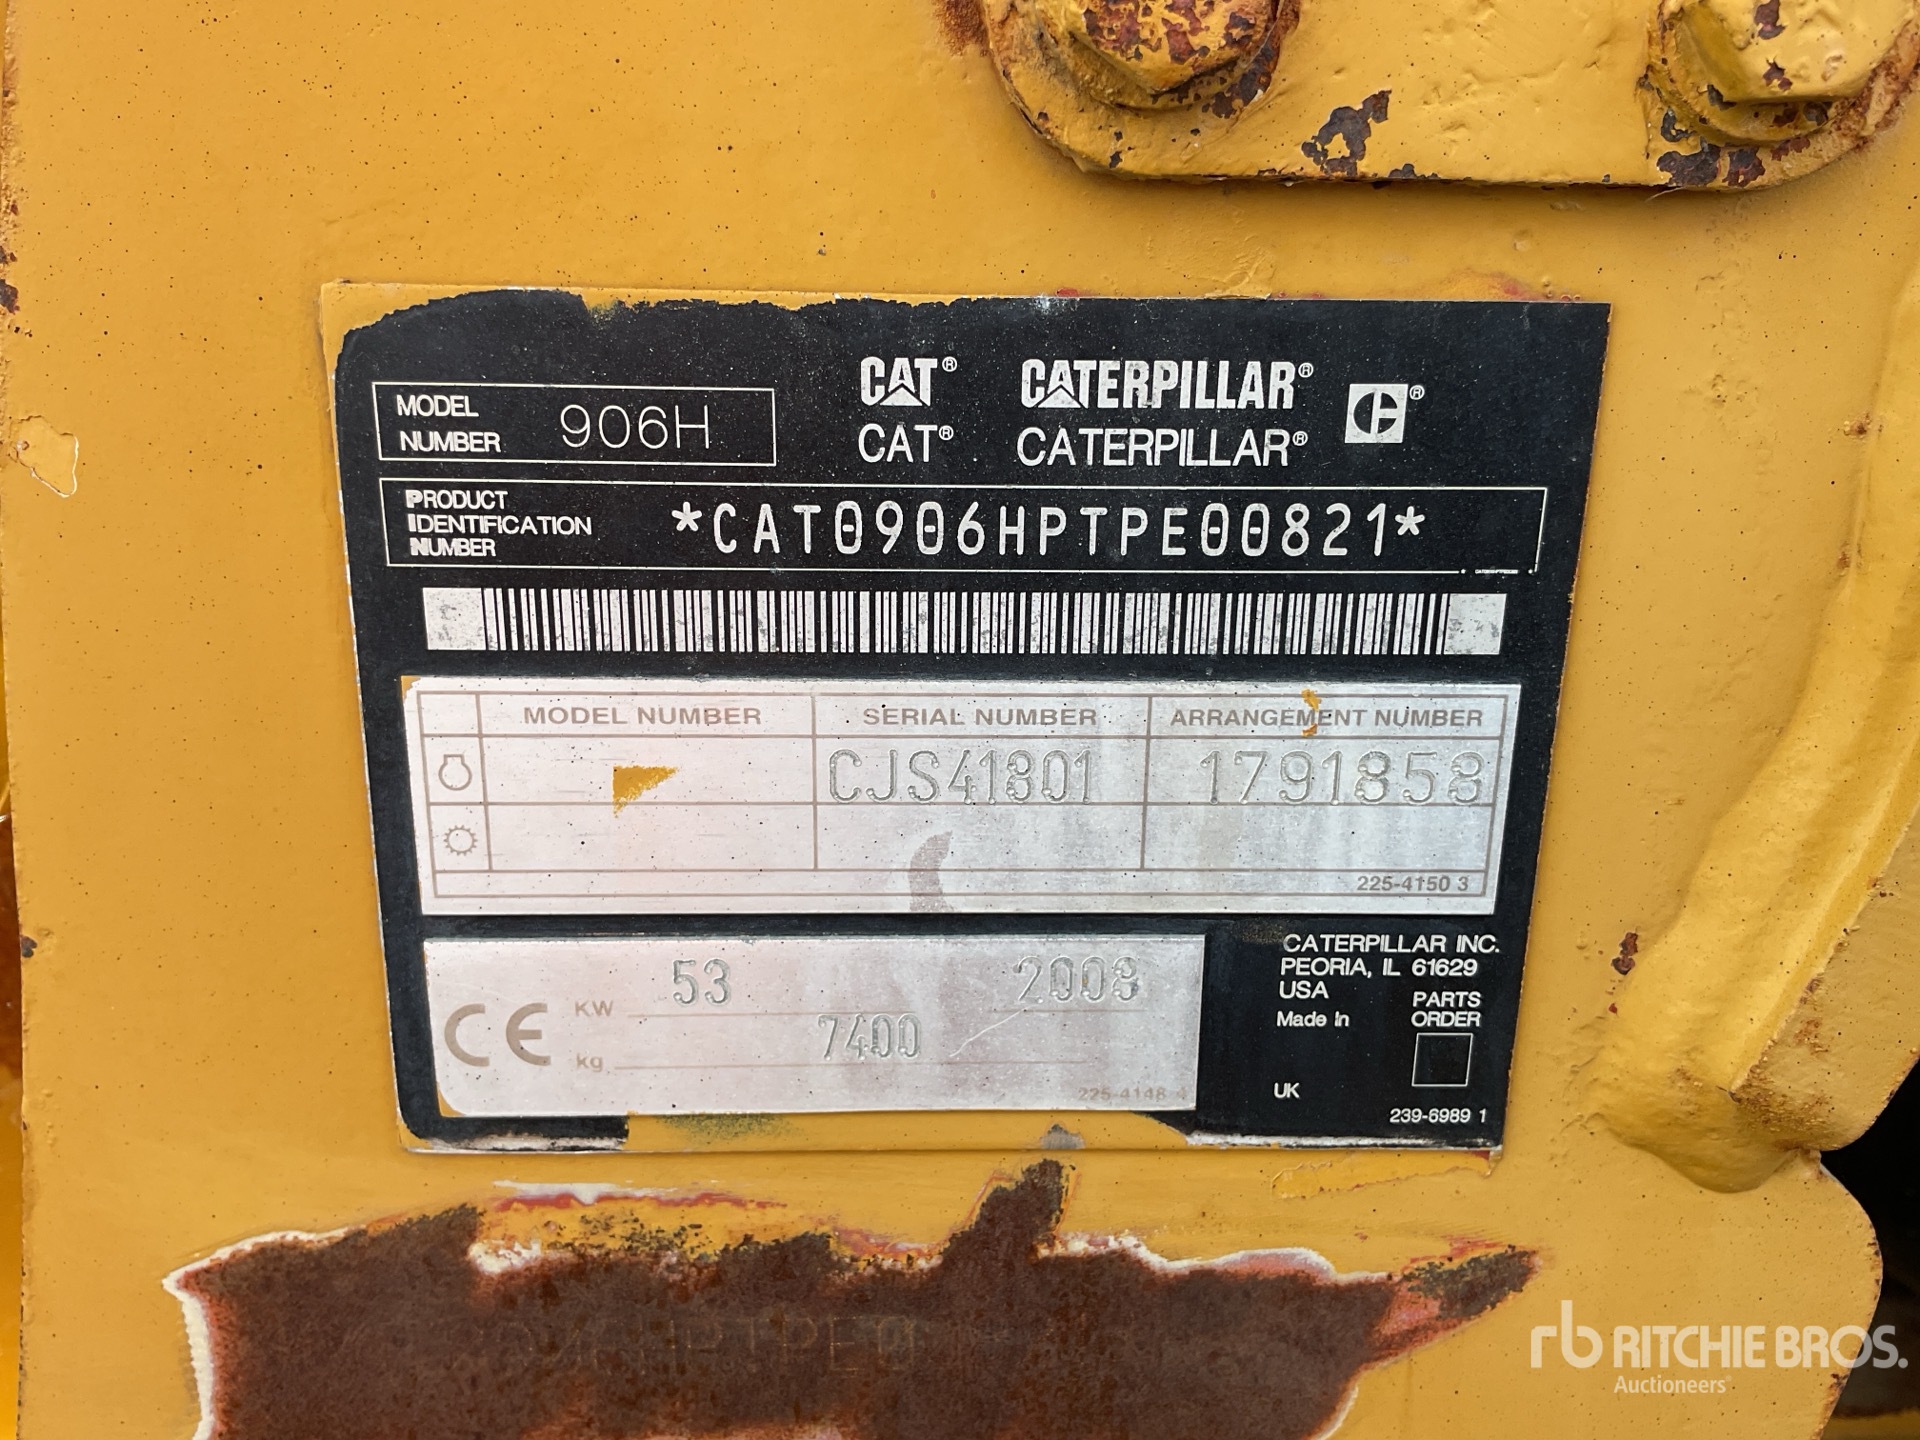 CAT® CATERPILLAR®
CAT® CATERPILLAR®
MODEL
NUMBER 906H
PRODUCT
IDENTIFICATION
NUMBER
*CAT0906HPTPE00821*
MODEL NUMBER SERIAL NUMBER ARRANGEMENT NUMBER
CJS41801 1791858
225-4150 3
CE KW 53 2008
kg 7400
225-4148 4
CATERPILLAR INC.
PEORIA, IL 61629
USA
Made In
UK
PARTS
ORDER
239-6989 1
PTPE0
rb RITCHIE BROS.
Auctioneers